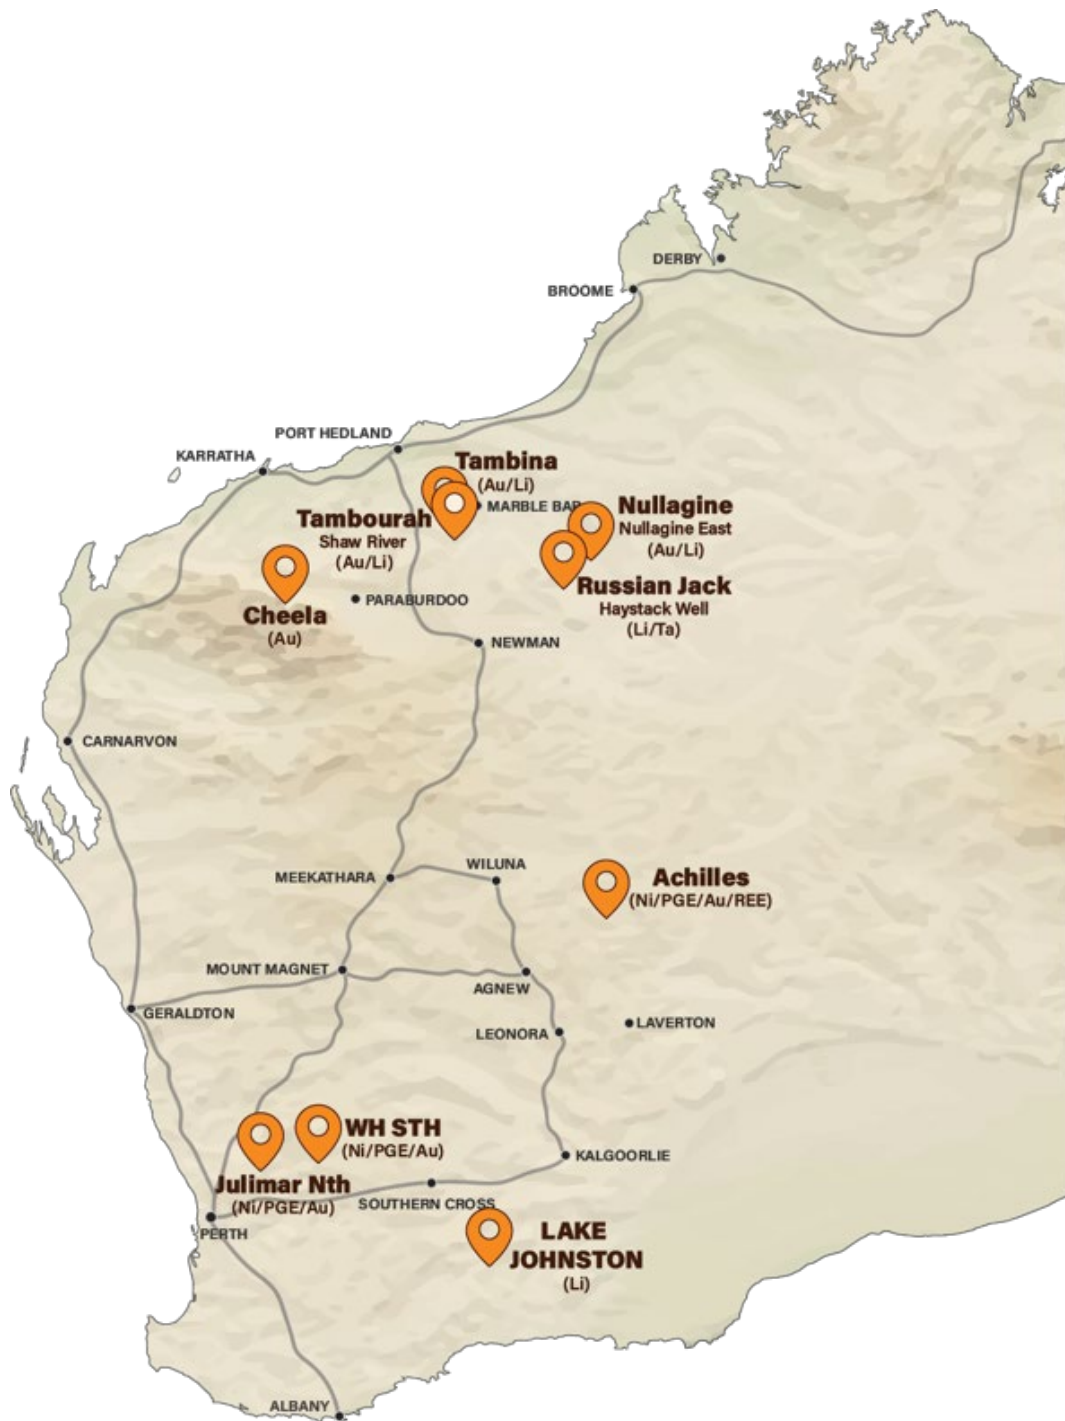 DERBY
BROOME
PORT HEDLAND
KARRATHA
Tambina
(Au/Li)
MARBLE BAR
Nullagine
Nullagine East
(Au/Li)
Tambourah
Shaw River
(Au/Li)
Russian Jack
Haystack Well
(Li/Ta)
PARABURDOO
Cheela
(Au)
NEWMAN
CARNARVON
WILUNA
MEEKATHARA
Achilles
(Ni/PGE/Au/REE)
MOUNT MAGNET
AGNEW
GERALDTON
LAVERTON
LEONORA
WH STH
(Ni/PGE/Au)
KALGOORLIE
Julimar Nth
(Ni/PGE/Au)
SOUTHERN CROSS
PERTH
LAKE
JOHNSTON
(Li)
ALBANY